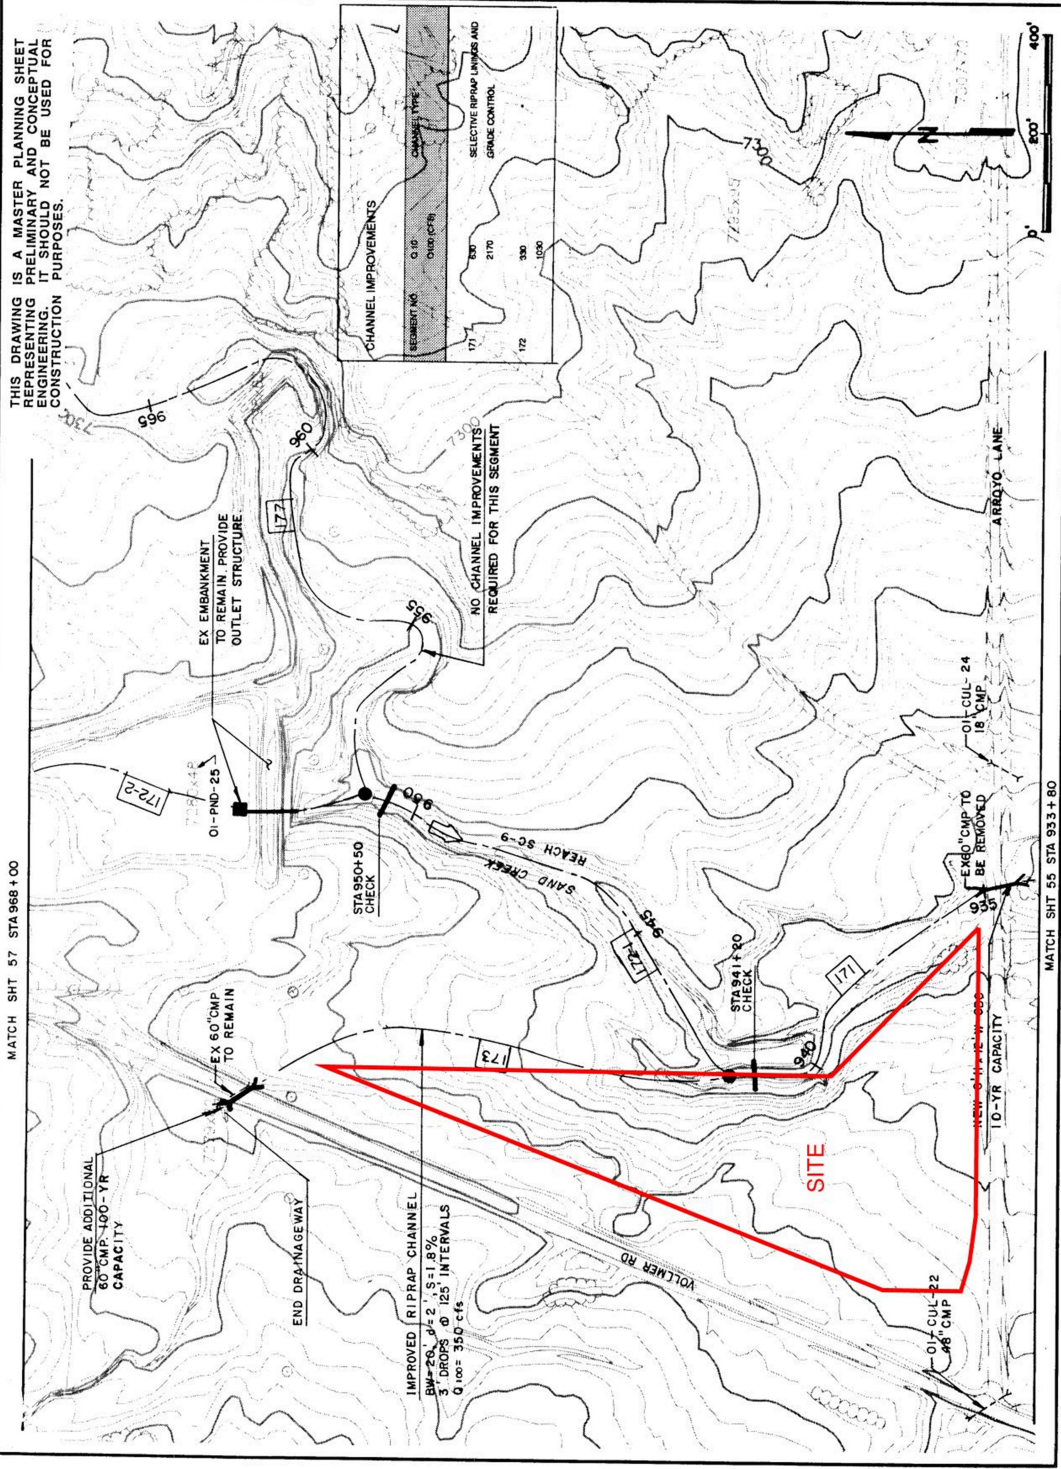 THIS DRAWING IS A MASTER PLANNING SHEET
REPRESENTING PRELIMINARY AND CONCEPTUAL
ENGINEERING. IT SHOULD NOT BE USED FOR
CONSTRUCTION PURPOSES.
MATCH SHT 57 STA 968+00
CHANNEL IMPROVEMENTS
SEGMENT NO. Q 10 CHANNEL TYPE
Q100 (CFS)
171 630 SELECTIVE RIPRAP LININGS AND
2170 GRADE CONTROL
172 330
1030
7300
965
960
177
EX EMBANKMENT
TO REMAIN PROVIDE
OUTLET STRUCTURE
172-2
01-PND-25
955
7300
NO CHANNEL IMPROVEMENTS
REQUIRED FOR THIS SEGMENT
STA 950+50
CHECK
950
SAND CREEK
REACH SC-9
945
172-1
STA 941+20
CHECK
940
171
935
EX 60" CMP TO
BE REMOVED
01-CUL-24
18" CMP
ARROYO LANE
7300
N
0' 200' 400'
EX 60" CMP
TO REMAIN
173
PROVIDE ADDITIONAL
60" CMP 100-YR
CAPACITY
END DRAINAGEWAY
IMPROVED RIPRAP CHANNEL
BW=20' d=2', S=1.8%
3' DROPS @ 125' INTERVALS
Q100= 350 cfs
VOLLMER RD
SITE
NEW
10-YR CAPACITY
01-CUL-22
48" CMP
MATCH SHT 55 STA 933+80